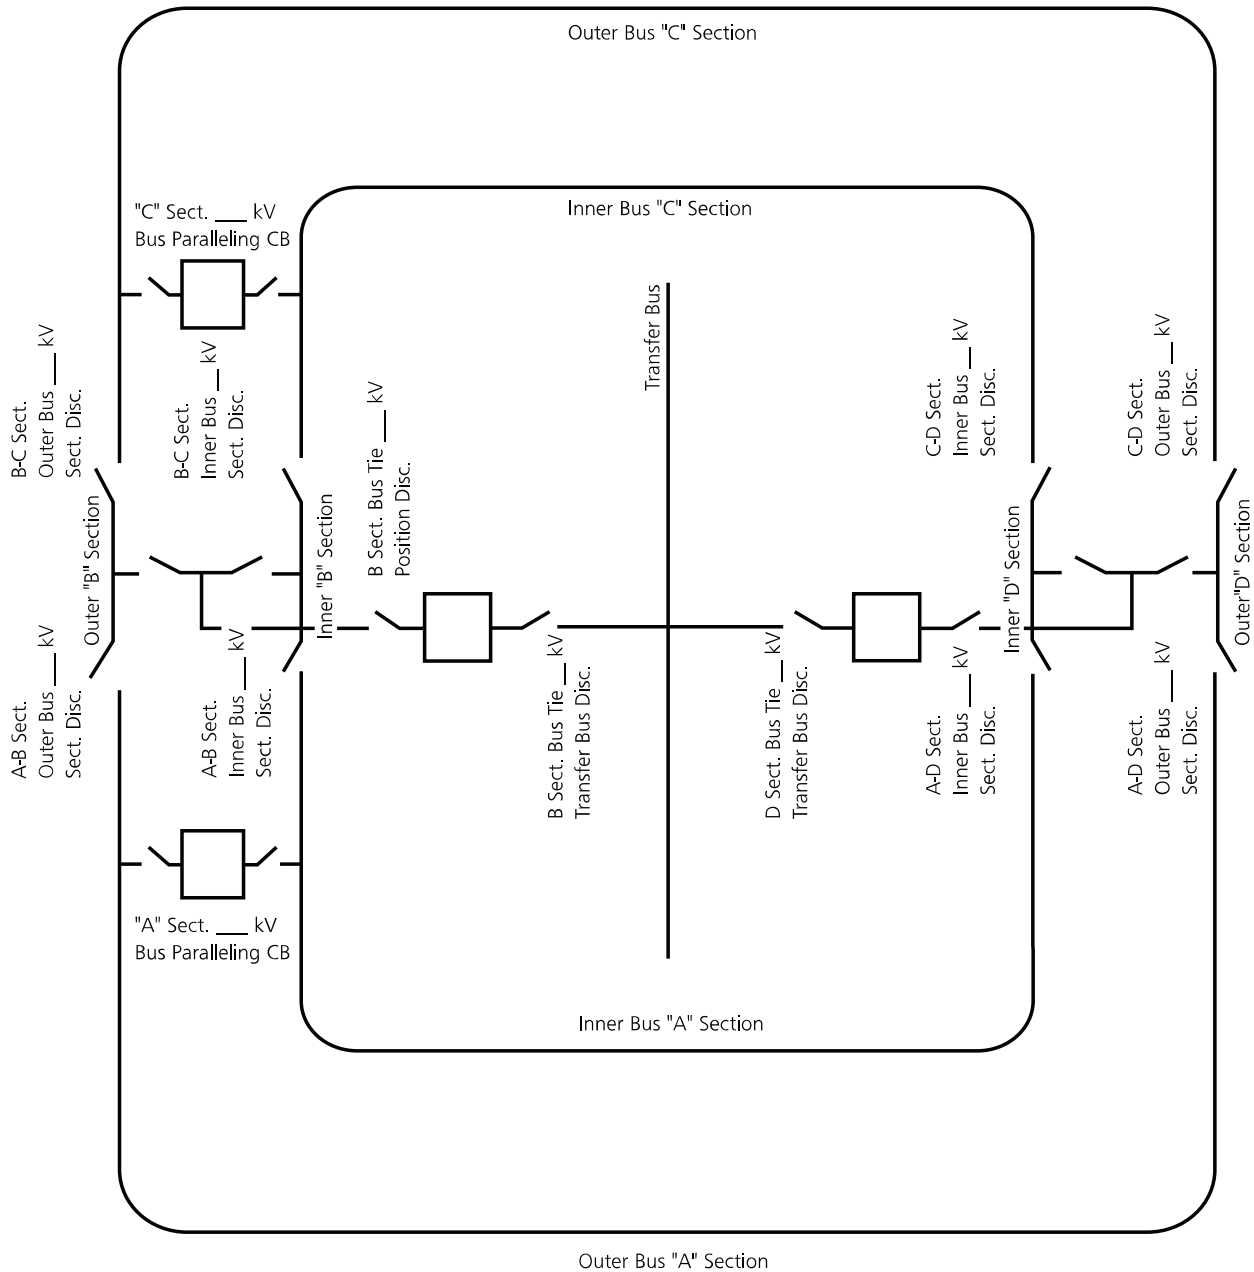 Outer Bus "C" Section
"C" Sect. ___ kV
Bus Paralleling CB
Inner Bus "C" Section
Transfer Bus
B-C Sect.
Outer Bus ___ kV
Sect. Disc.
B-C Sect.
Inner Bus ___ kV
Sect. Disc.
B Sect. Bus Tie ___ kV
Position Disc.
C-D Sect.
Inner Bus ___ kV
Sect. Disc.
C-D Sect.
Outer Bus ___ kV
Sect. Disc.
Outer "B" Section
Inner "B" Section
Inner "D" Section
Outer"D" Section
A-B Sect.
Outer Bus ___ kV
Sect. Disc.
A-B Sect.
Inner Bus ___ kV
Sect. Disc.
B Sect. Bus Tie ___ kV
Transfer Bus Disc.
D Sect. Bus Tie ___ kV
Transfer Bus Disc.
A-D Sect.
Inner Bus ___ kV
Sect. Disc.
A-D Sect.
Outer Bus ___ kV
Sect. Disc.
"A" Sect. ___ kV
Bus Paralleling CB
Inner Bus "A" Section
Outer Bus "A" Section